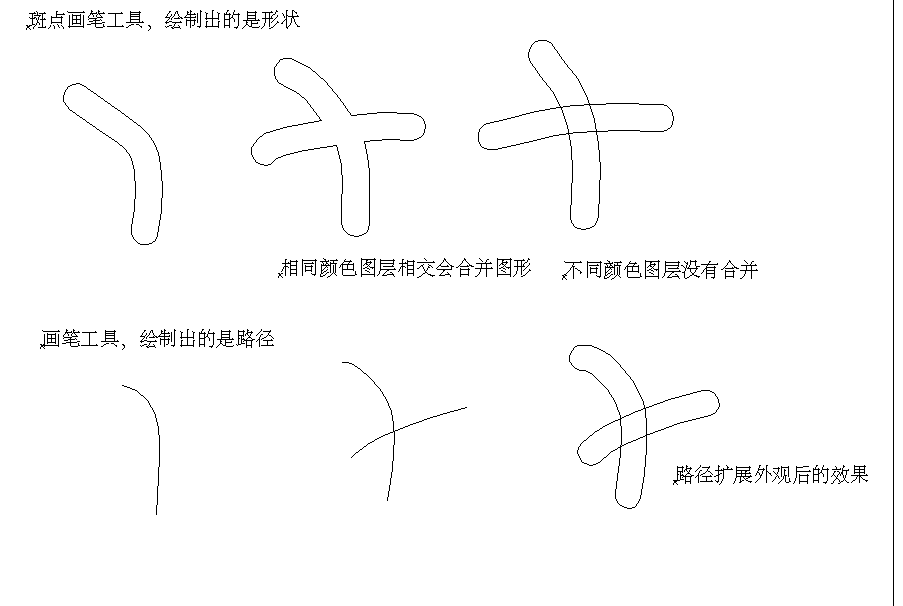 斑点画笔工具，绘制出的是形状
相同颜色图层相交会合并图形
不同颜色图层没有合并
画笔工具，绘制出的是路径
路径扩展外观后的效果